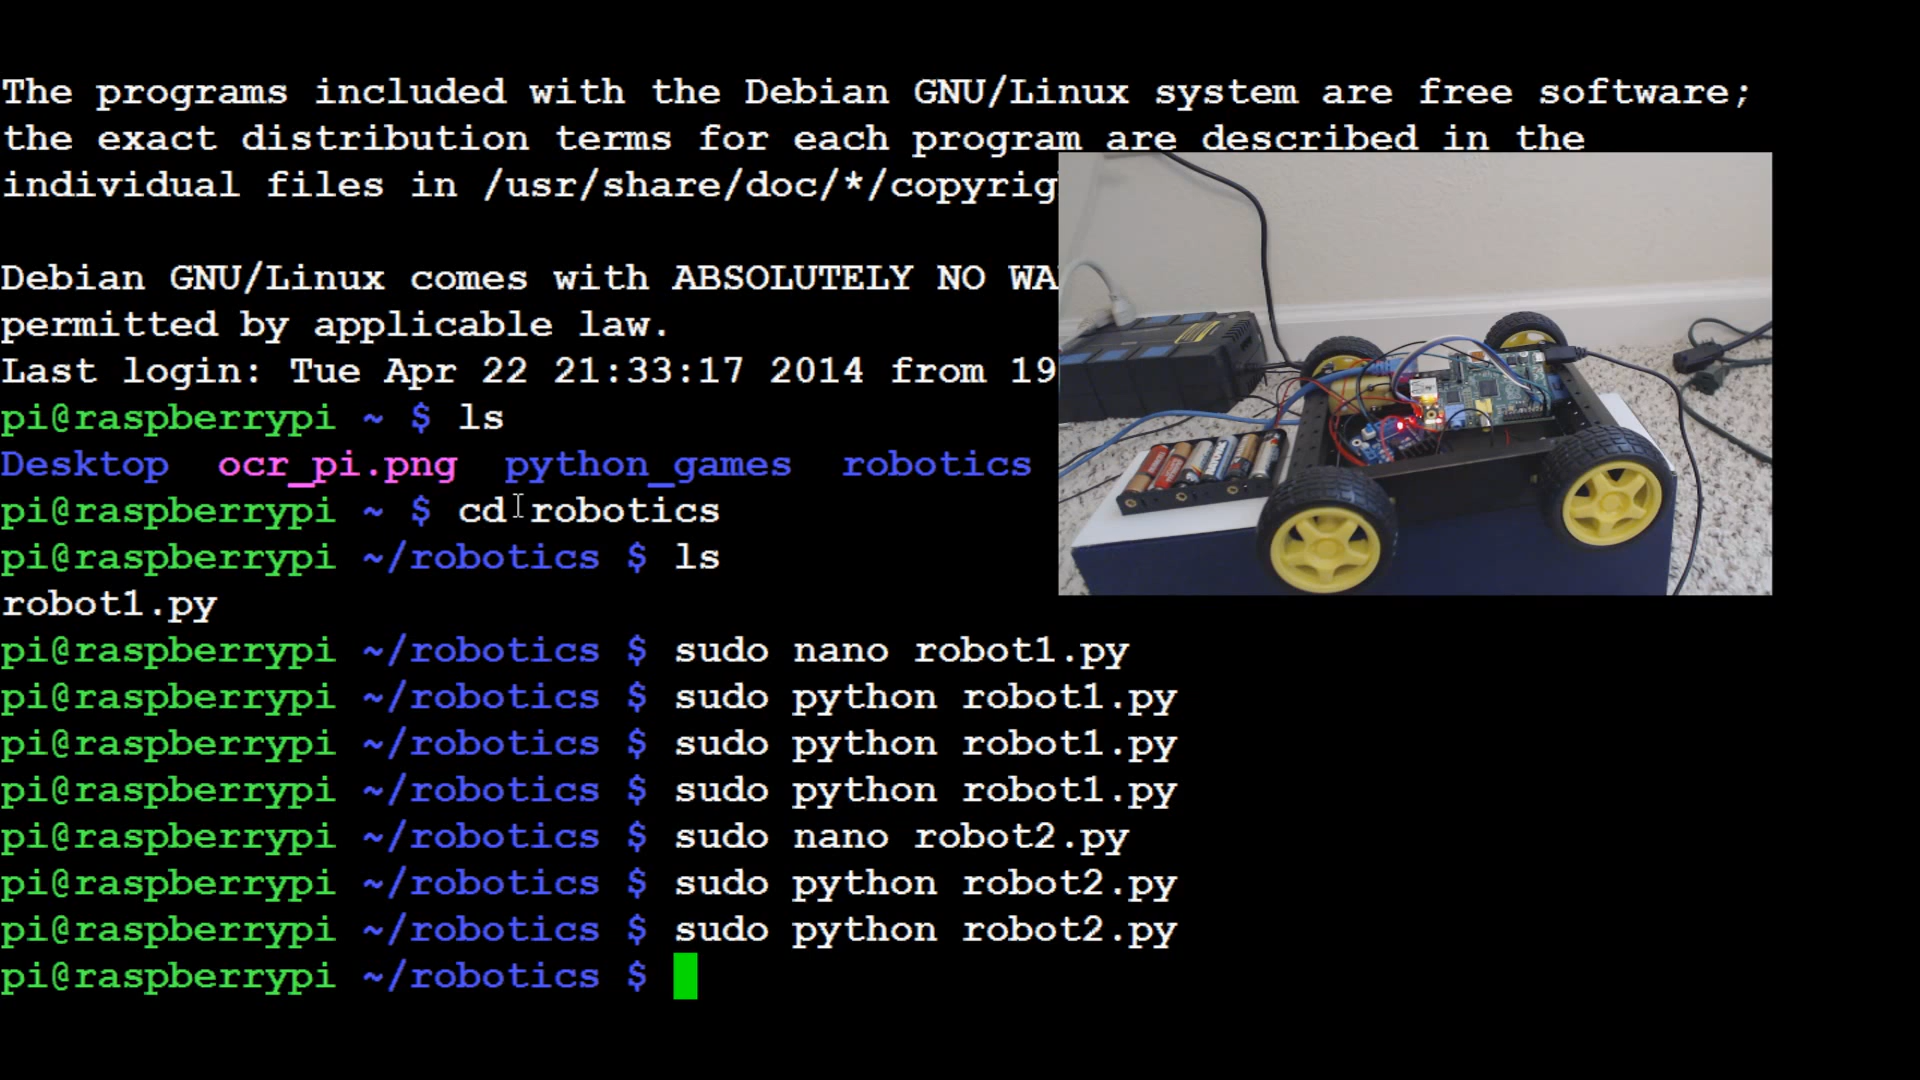 The programs included with the Debian GNU/Linux system are free software;
the exact distribution terms for each program are described in the
individual files in /usr/share/doc/*/copyrig
Debian GNU/Linux comes with ABSOLUTELY NO WA
permitted by applicable law.
Last login: Tue Apr 22 21:33:17 2014 from 19
pi@raspberrypi ~ $ ls
Desktop ocr_pi.png python_games robotics
pi@raspberrypi ~ $ cd robotics
pi@raspberrypi ~/robotics $ ls
robot1.py
pi@raspberrypi ~/robotics $ sudo nano robot1.py
pi@raspberrypi ~/robotics $ sudo python robot1.py
pi@raspberrypi ~/robotics $ sudo python robot1.py
pi@raspberrypi ~/robotics $ sudo python robot1.py
pi@raspberrypi ~/robotics $ sudo nano robot2.py
pi@raspberrypi ~/robotics $ sudo python robot2.py
pi@raspberrypi ~/robotics $ sudo python robot2.py
pi@raspberrypi ~/robotics $